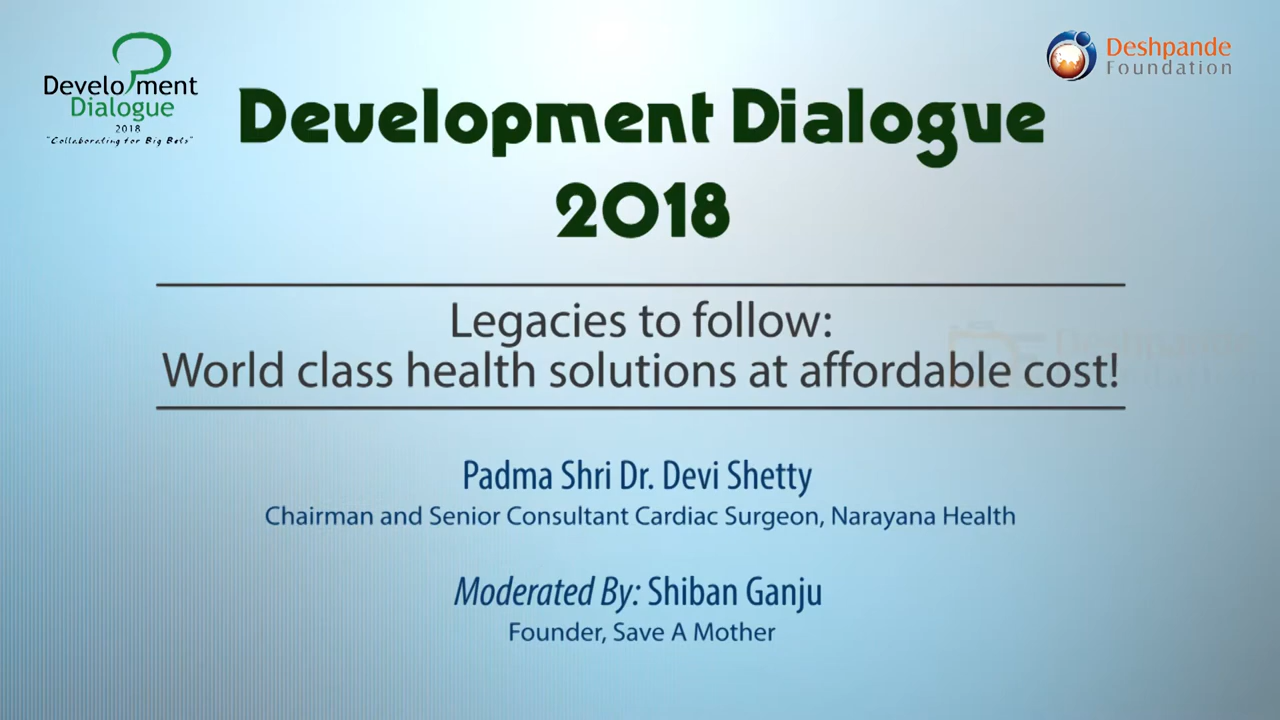 Development
Dialogue
2018
"Collaborating for Big Bets"
Deshpande
Foundation
Development Dialogue
2018
Legacies to follow:
World class health solutions at affordable cost!
Deshpande
Padma Shri Dr. Devi Shetty
Chairman and Senior Consultant Cardiac Surgeon, Narayana Health
Moderated By: Shiban Ganju
Founder, Save A Mother